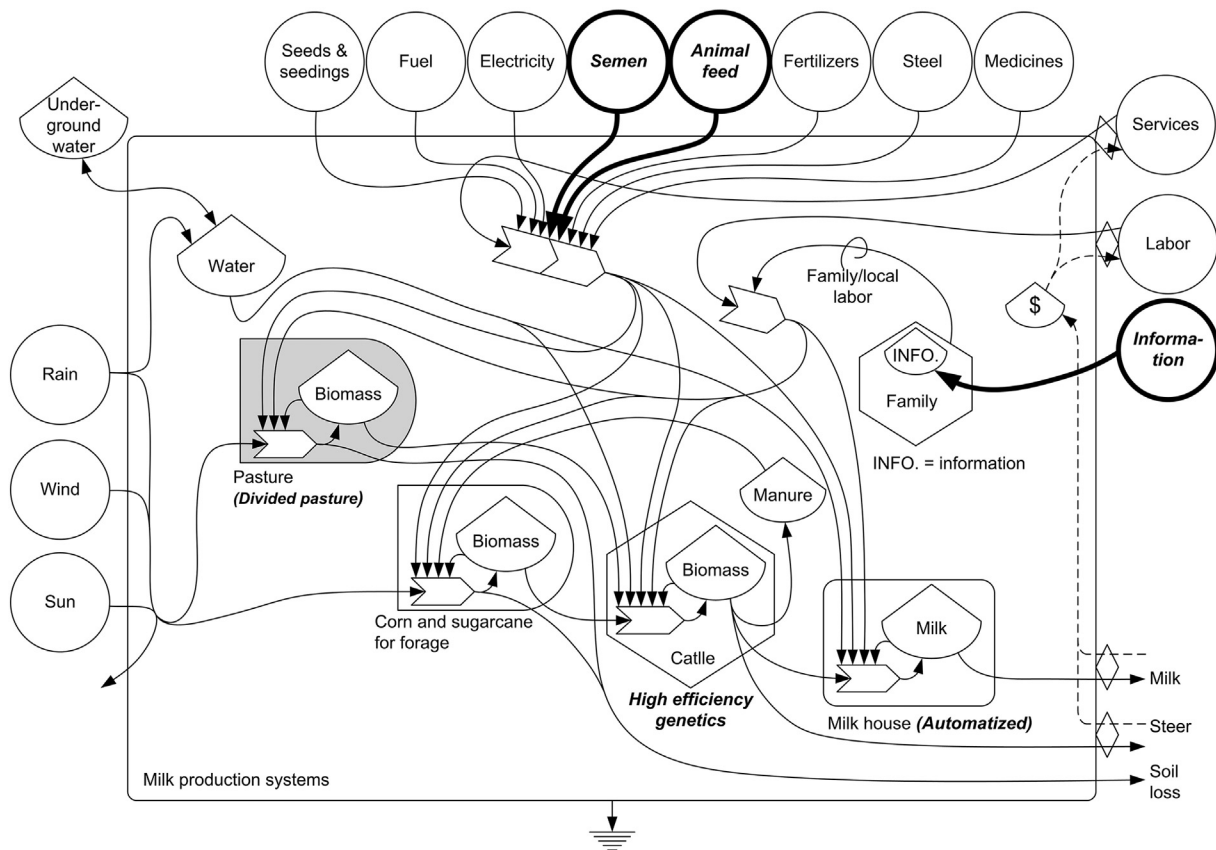 Seeds &
seedings
Fuel
Electricity
Semen
Animal
feed
Fertilizers
Steel
Medicines
Under-
ground
water
Services
Water
Labor
Family/local
labor
$
Rain
INFO.
Family
Informa-
tion
Biomass
Pasture
(Divided pasture)
INFO. = information
Wind
Manure
Biomass
Biomass
Sun
Corn and sugarcane
for forage
Catlle
Milk
High efficiency
genetics
Milk house (Automatized)
Milk
Steer
Milk production systems
Soil
loss